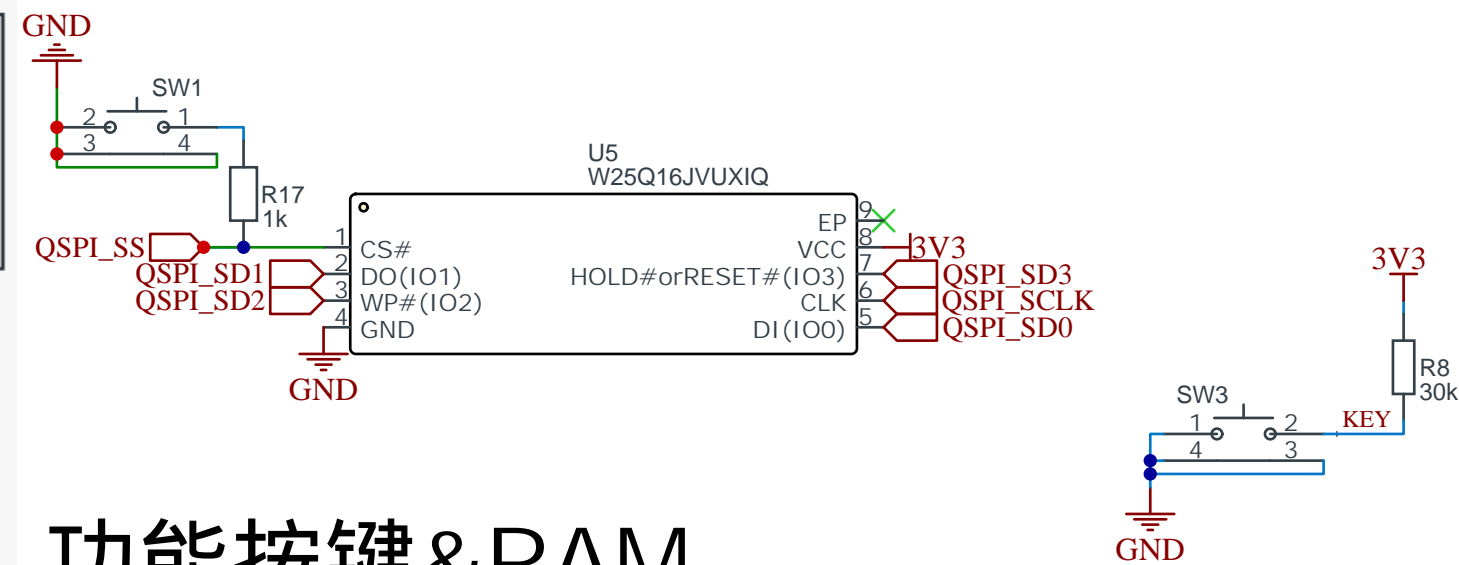 GND
SW1
2 1
3 4
R17
1k
U5
W25Q16JVUXIQ
QSPI_SS
QSPI_SD1
QSPI_SD2
1 CS#
2 DO(IO1)
3 WP#(IO2)
4 GND
GND
EP 9
VCC 8 3V3
HOLD#orRESET#(IO3) 7 QSPI_SD3
CLK 6 QSPI_SCLK
DI(IO0) 5 QSPI_SD0
3V3
R8
30k
SW3
1 2 KEY
4 3
GND
功能按键&RAM